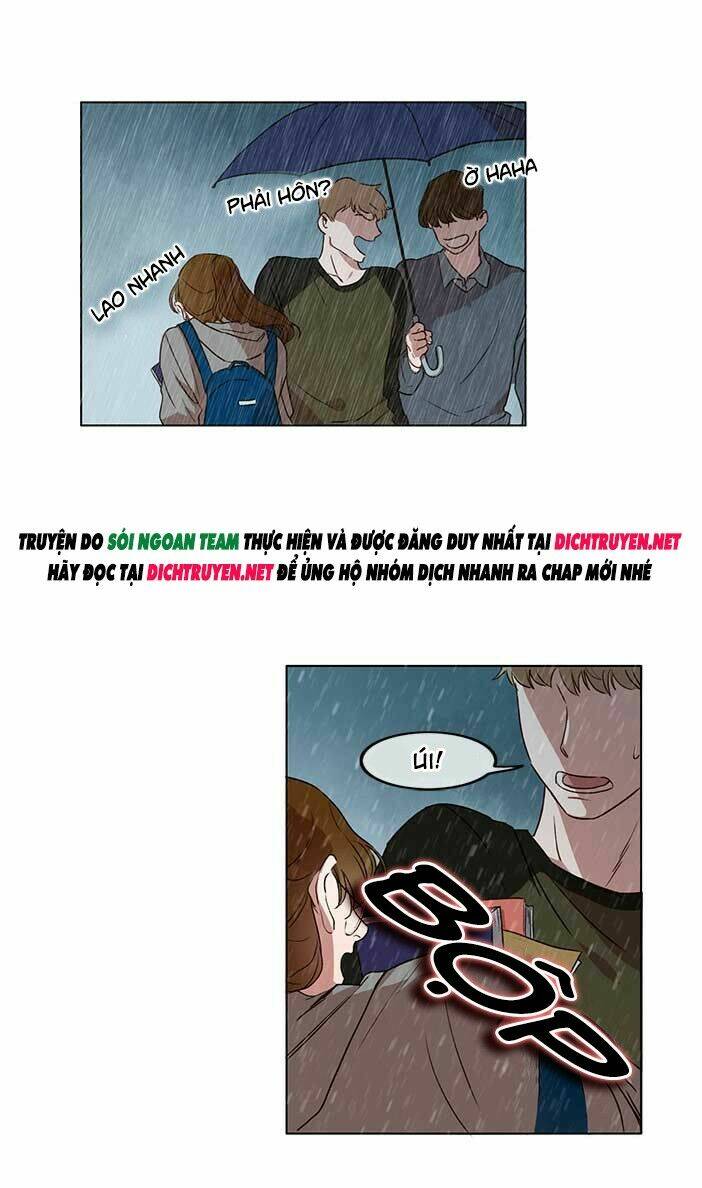 PHẢI HÔN?
Ờ HAHA
LAO NHANH
TRUYỆN DO SÓI NGOAN TEAM THỰC HIỆN VÀ ĐƯỢC ĐĂNG DUY NHẤT TẠI DICHTRUYEN.NET
HÃY ĐỌC TẠI DICHTRUYEN.NET ĐỂ ỦNG HỘ NHÓM DỊCH NHANH RA CHAP MỚI NHÉ
ÚI!
BỘP